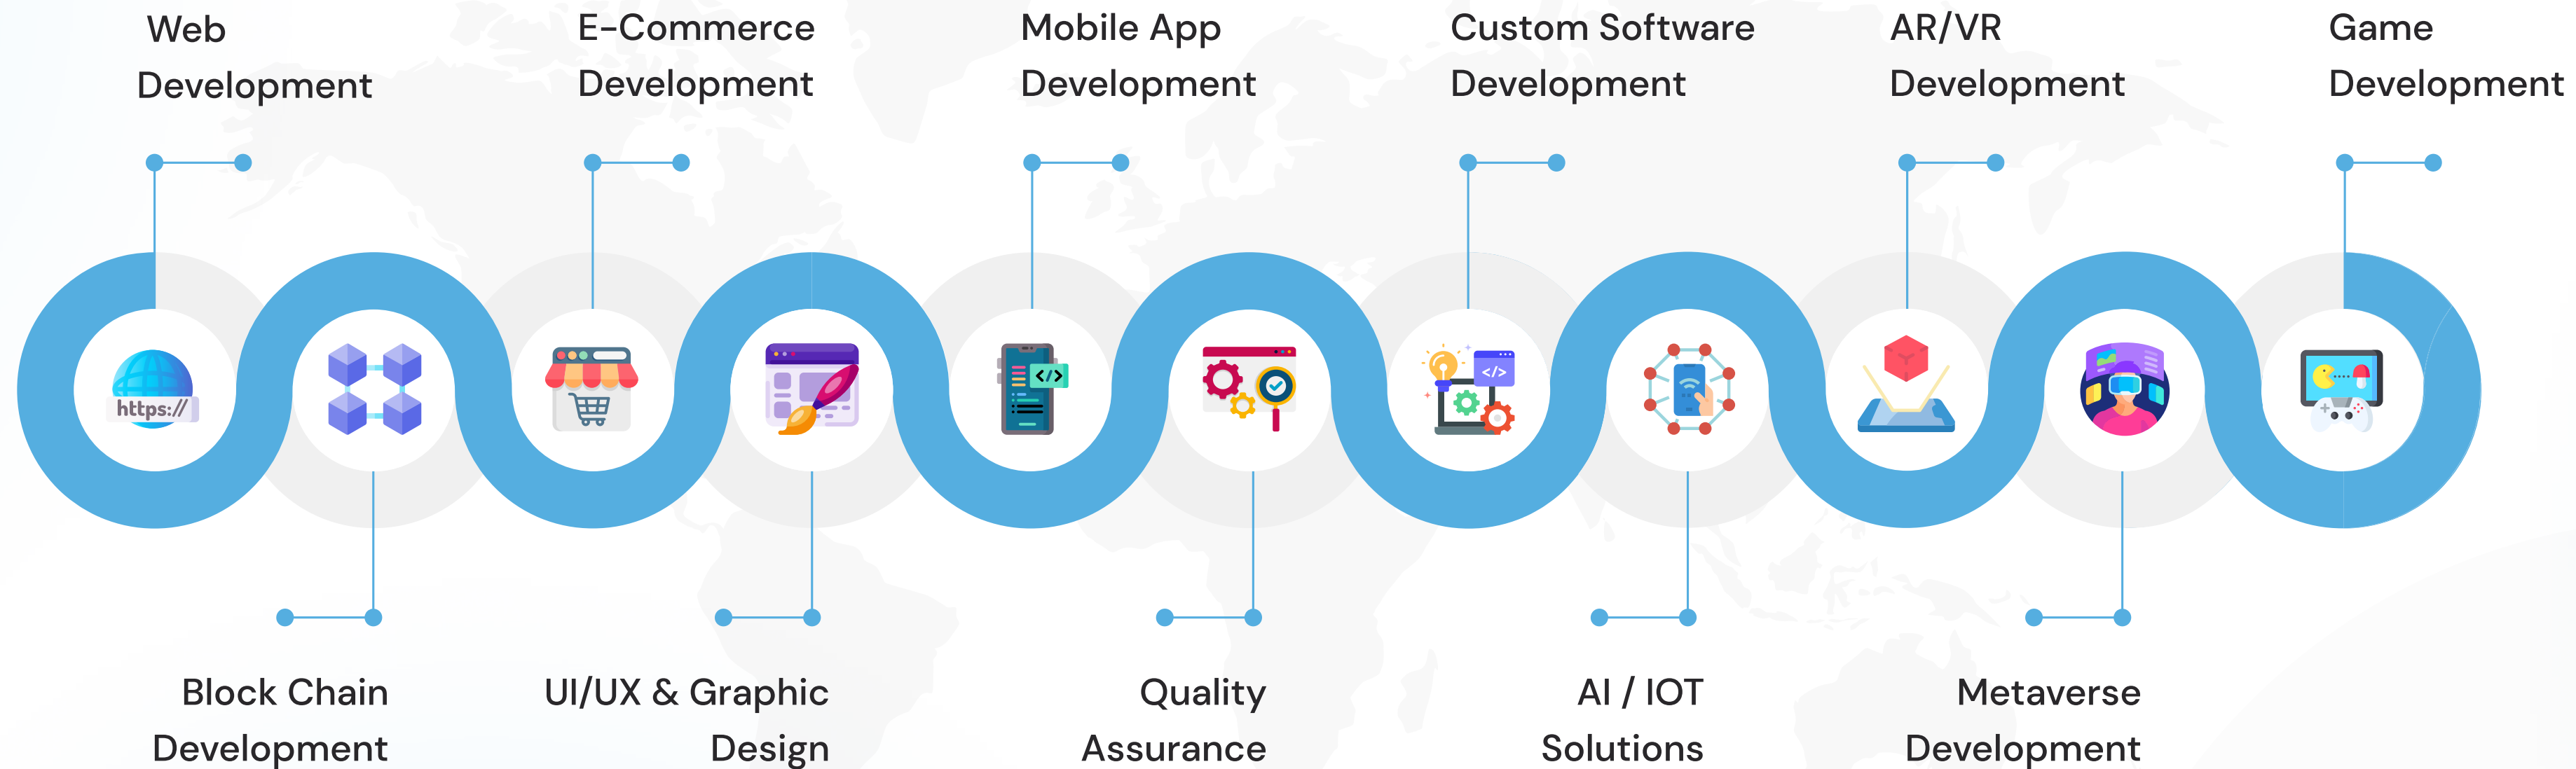 Web
Development
E-Commerce
Development
Mobile App
Development
Custom Software
Development
AR/VR
Development
Game
Development
https://
</>
</>
Block Chain
Development
UI/UX & Graphic
Design
Quality
Assurance
AI / IOT
Solutions
Metaverse
Development